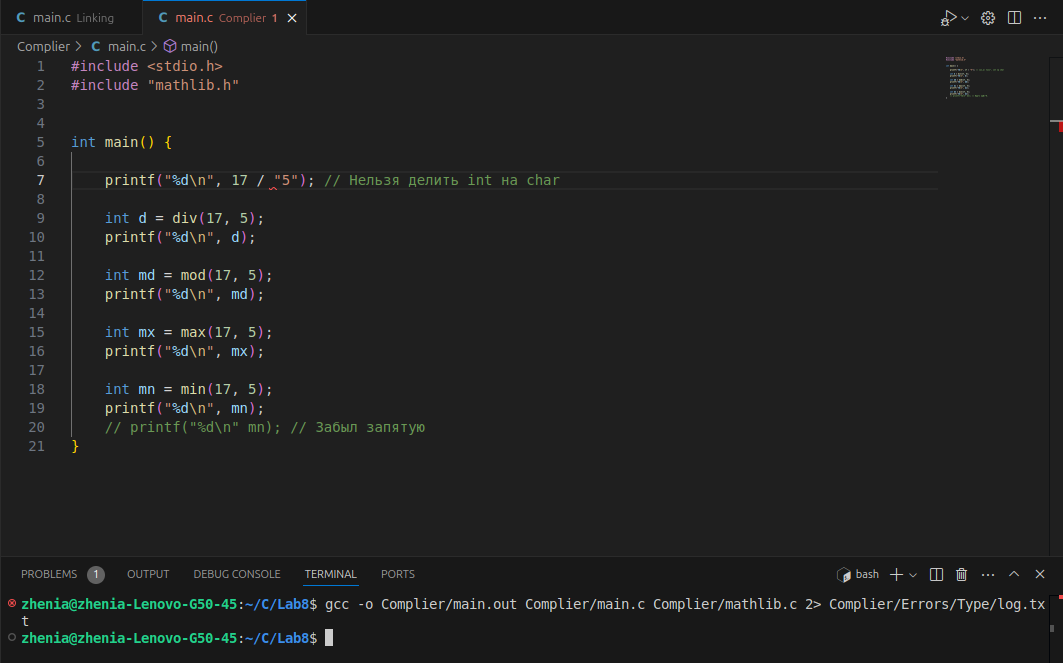 C main.c Linking C main.c Complier 1
Complier > C main.c > main()
1 #include <stdio.h>
2 #include "mathlib.h"
3
4
5 int main() {
6
7 printf("%d\n", 17 / "5"); // Нельзя делить int на char
8
9 int d = div(17, 5);
10 printf("%d\n", d);
11
12 int md = mod(17, 5);
13 printf("%d\n", md);
14
15 int mx = max(17, 5);
16 printf("%d\n", mx);
17
18 int mn = min(17, 5);
19 printf("%d\n", mn);
20 // printf("%d\n" mn); // Забыл запятую
21 }
PROBLEMS 1 OUTPUT DEBUG CONSOLE TERMINAL PORTS bash
zhenia@zhenia-Lenovo-G50-45:~/C/Lab8$ gcc -o Complier/main.out Complier/main.c Complier/mathlib.c 2> Complier/Errors/Type/log.tx
t
zhenia@zhenia-Lenovo-G50-45:~/C/Lab8$